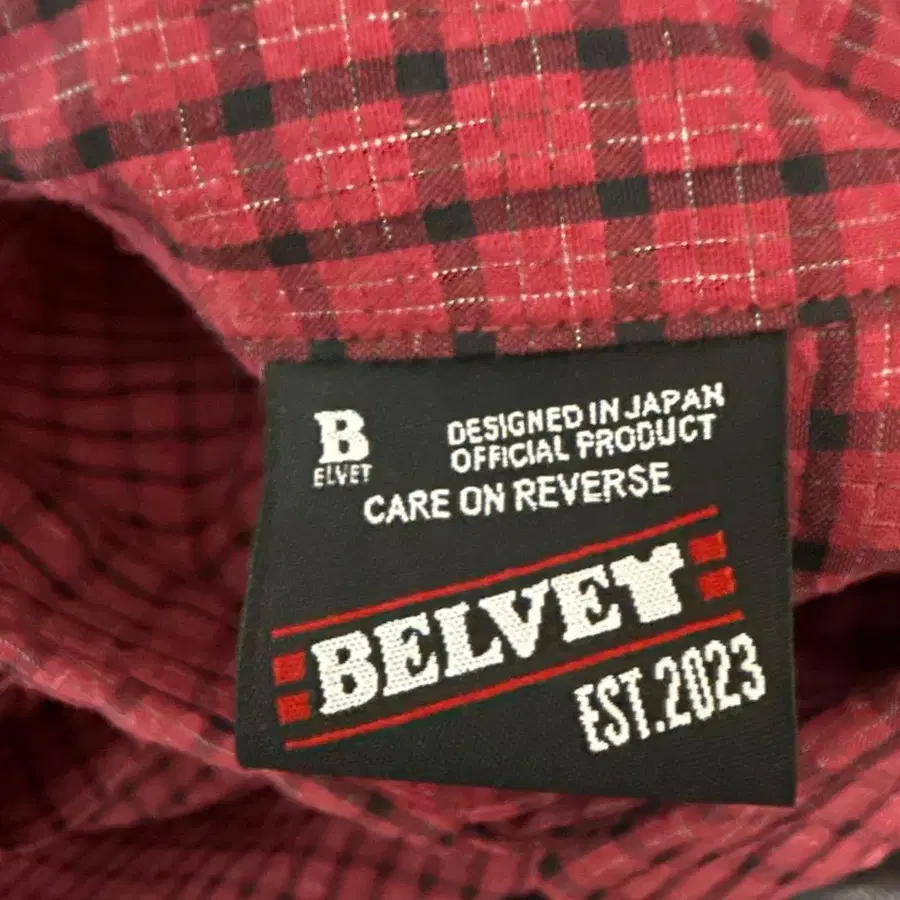 B
ELVET
DESIGNED IN JAPAN
OFFICIAL PRODUCT
CARE ON REVERSE
BELVET
EST.2023